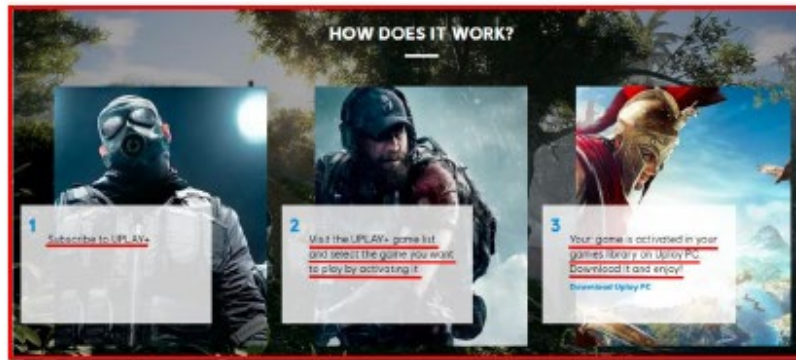 HOW DOES IT WORK?
1
Subscribe to UPLAY+
2
Visit the UPLAY+ game list
and select the game you want
to play by activating it
3
Your game is activated in your
games library on Uplay PC.
Download it and enjoy!
Download Uplay PC